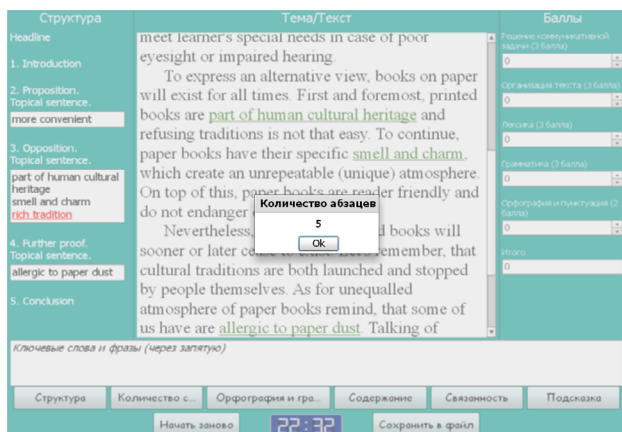 Структура
Headline
1. Introduction
2. Proposition.
Topical sentence.
more convenient
3. Opposition.
Topical sentence.
part of human cultural
heritage
smell and charm
rich tradition
4. Further proof.
Topical sentence.
allergic to paper dust
5. Conclusion
Тема/Текст
meet learner's special needs in case of poor
eyesight or impaired hearing.
To express an alternative view, books on paper
will exist for all times. First and foremost, printed
books are part of human cultural heritage and
refusing traditions is not that easy. To continue,
paper books have their specific smell and charm,
which create an unrepeatable (unique) atmosphere.
On top of this, paper books are reader friendly and
do not endanger
Nevertheless, d books will
sooner or later remember, that
cultural traditions are both launched and stopped
by people themselves. As for unequalled
atmosphere of paper books remind, that some of
us have are allergic to paper dust. Talking of
Количество абзацев
5
Ok
Баллы
Решение коммуникативной
задачи (3 балла)
0
Организация текста (3 балла)
0
Лексика (3 балла)
0
Грамматика (3 балла)
0
Орфография и пунктуация (2
балла)
0
Итого
0
Ключевые слова и фразы (через запятую)
Структура
Количество с...
Орфография и гра...
Содержание
Связанность
Подсказка
Начать заново
22:32
Сохранить в файл